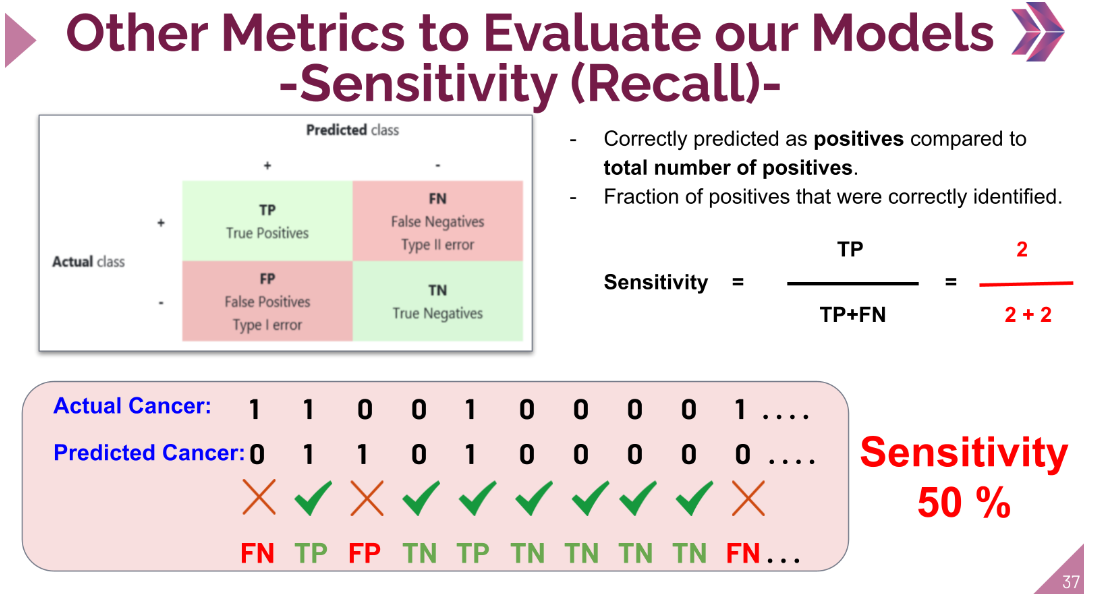 Other Metrics to Evaluate our Models
-Sensitivity (Recall)-
Predicted class
+ -
TP
True Positives
FN
False Negatives
Type II error
+
Actual class
-
FP
False Positives
Type I error
TN
True Negatives
- Correctly predicted as positives compared to
total number of positives.
- Fraction of positives that were correctly identified.
Sensitivity = TP / TP+FN = 2 / 2 + 2
Actual Cancer: 1 1 0 0 1 0 0 0 0 1 ....
Predicted Cancer: 0 1 1 0 1 0 0 0 0 0 ....
FN TP FP TN TP TN TN TN TN FN ...
Sensitivity
50 %
37